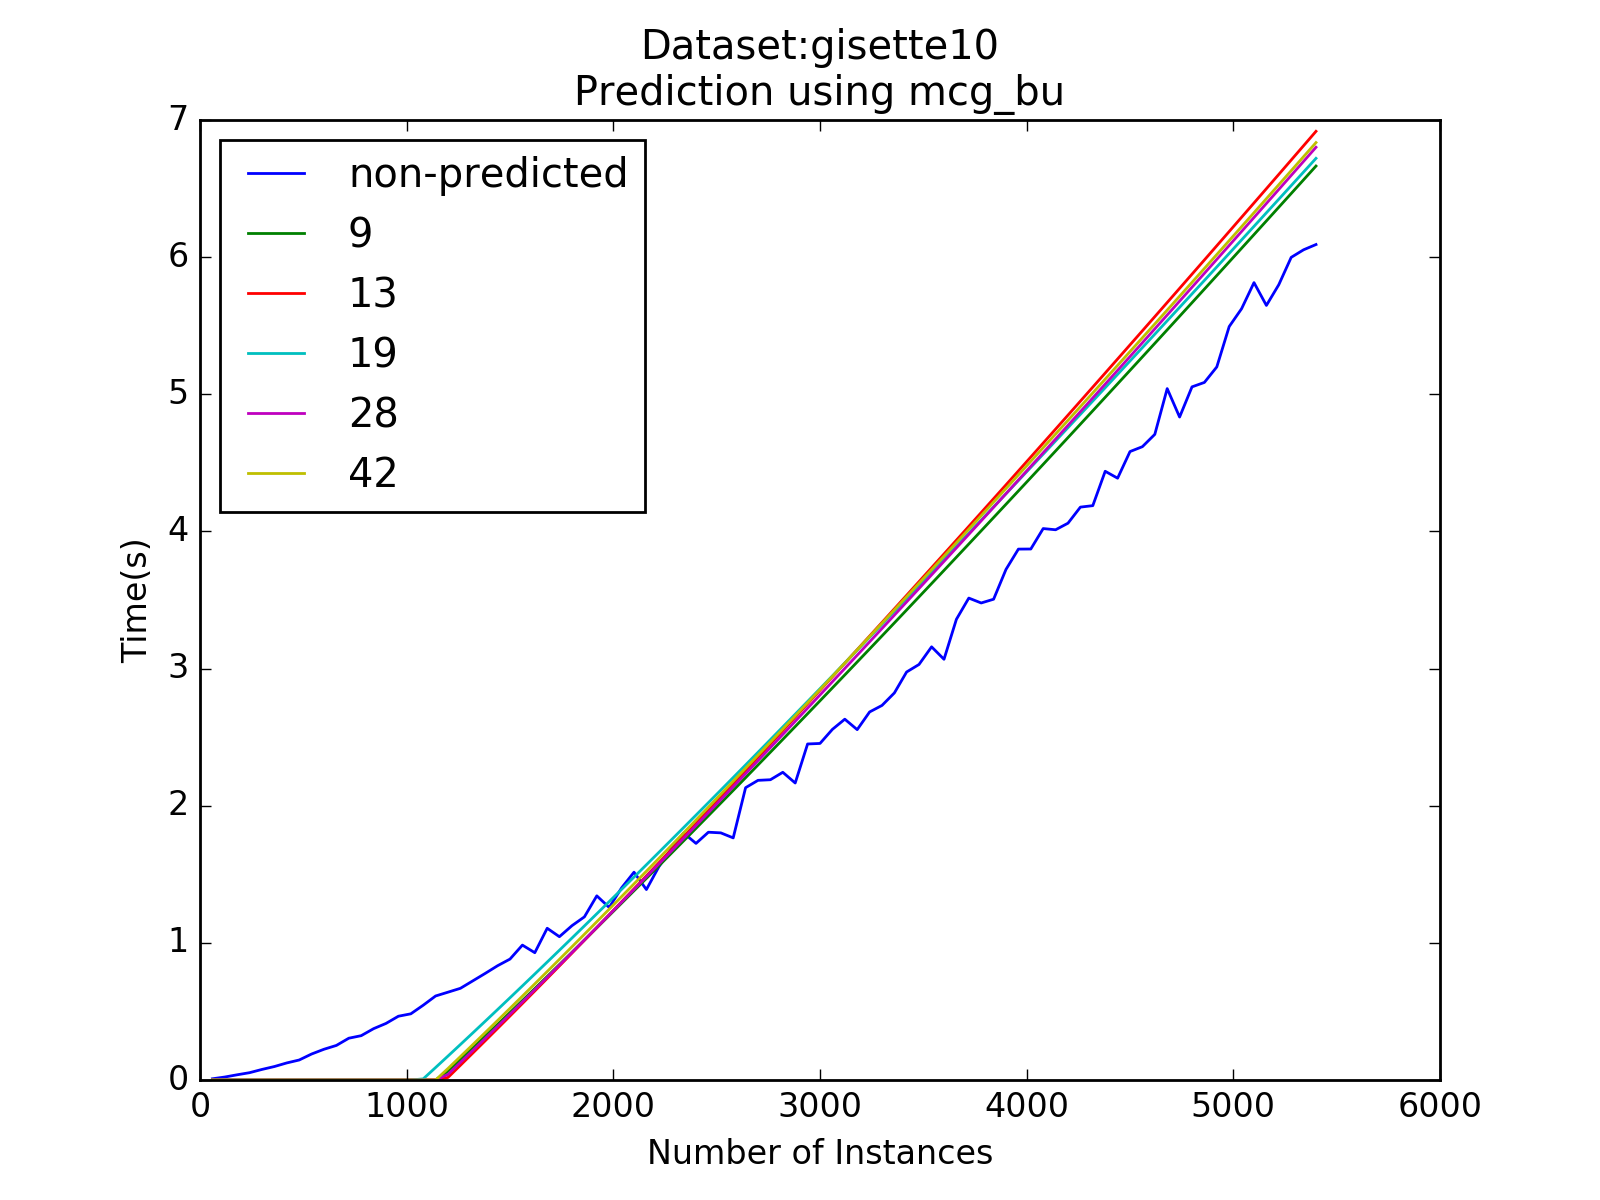 Dataset:gisette10
Prediction using mcg_bu
7
6
5
4
3
2
1
0
Time(s)
non-predicted
9
13
19
28
42
0 1000 2000 3000 4000 5000 6000
Number of Instances